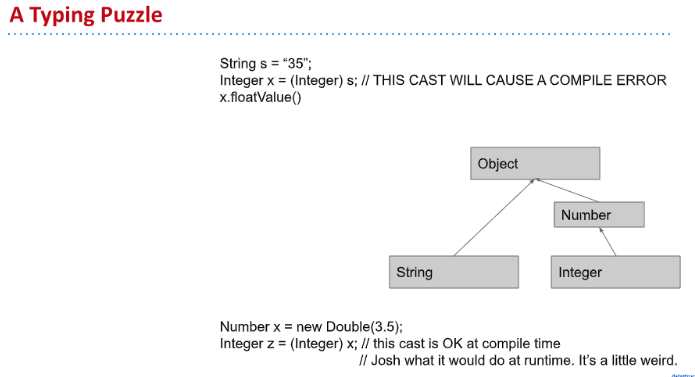 A Typing Puzzle
String s = “35”;
Integer x = (Integer) s; // THIS CAST WILL CAUSE A COMPILE ERROR
x.floatValue()
Object
Number
String
Integer
Number x = new Double(3.5);
Integer z = (Integer) x; // this cast is OK at compile time
// Josh what it would do at runtime. It’s a little weird.